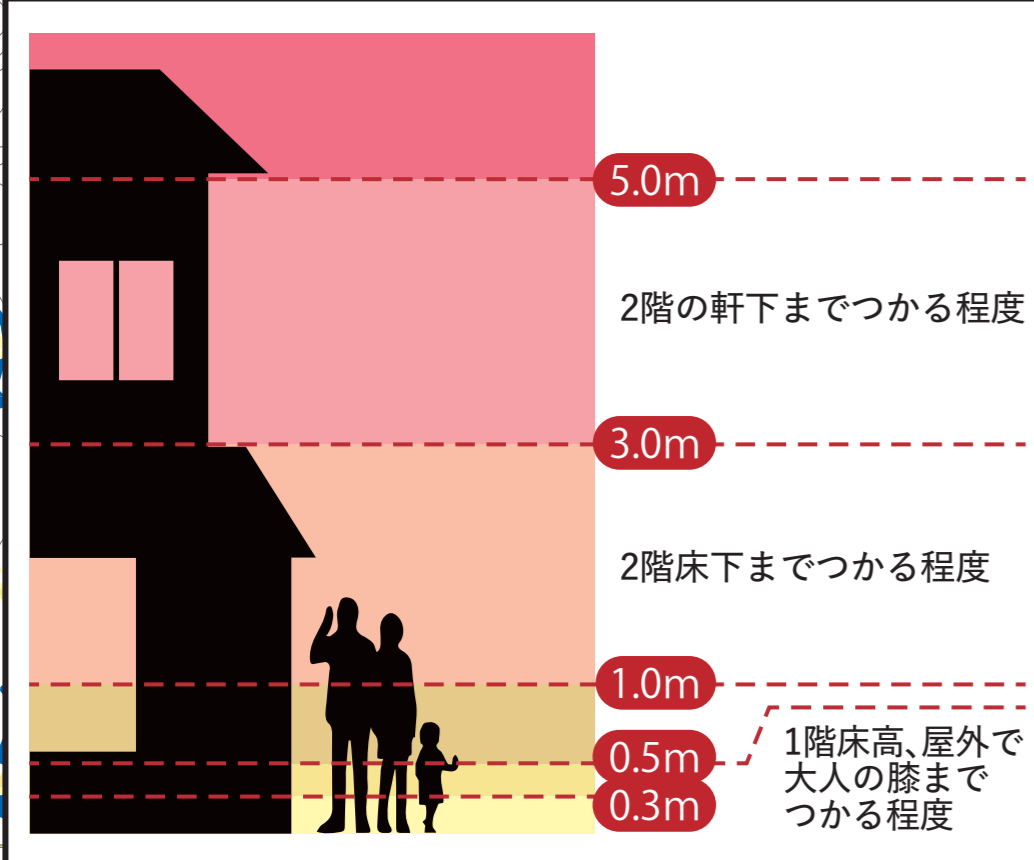 5.0m
2階の軒下までつかる程度
3.0m
2階床下までつかる程度
1.0m
0.5m
0.3m
1階床高、屋外で
大人の膝まで
つかる程度